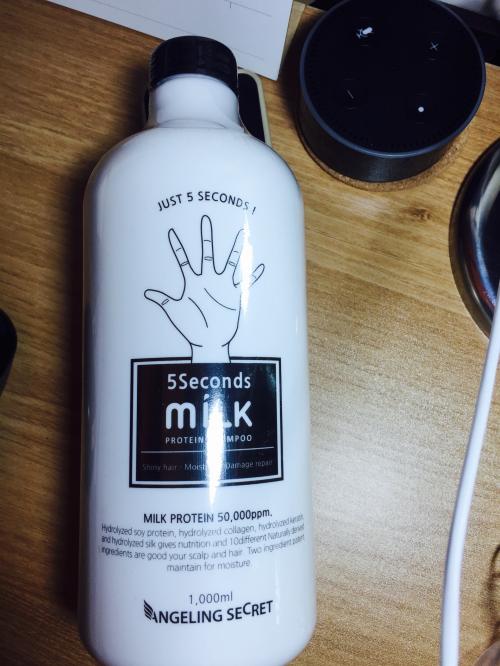 JUST 5 SECONDS !
5Seconds
MiLK
PROTEIN
Shiny hair · Moisture Damage repair
MILK PROTEIN 50,000ppm.
Hydrolyzed soy protein, hydrolyzed collagen, hydrolyzed keratin,
and hydrolyzed silk gives nutrition and 10different Naturally derived
ingredients are good your scalp and hair. Two ingredient patent
maintain for moisture.
1,000ml
ANGELING SECRET